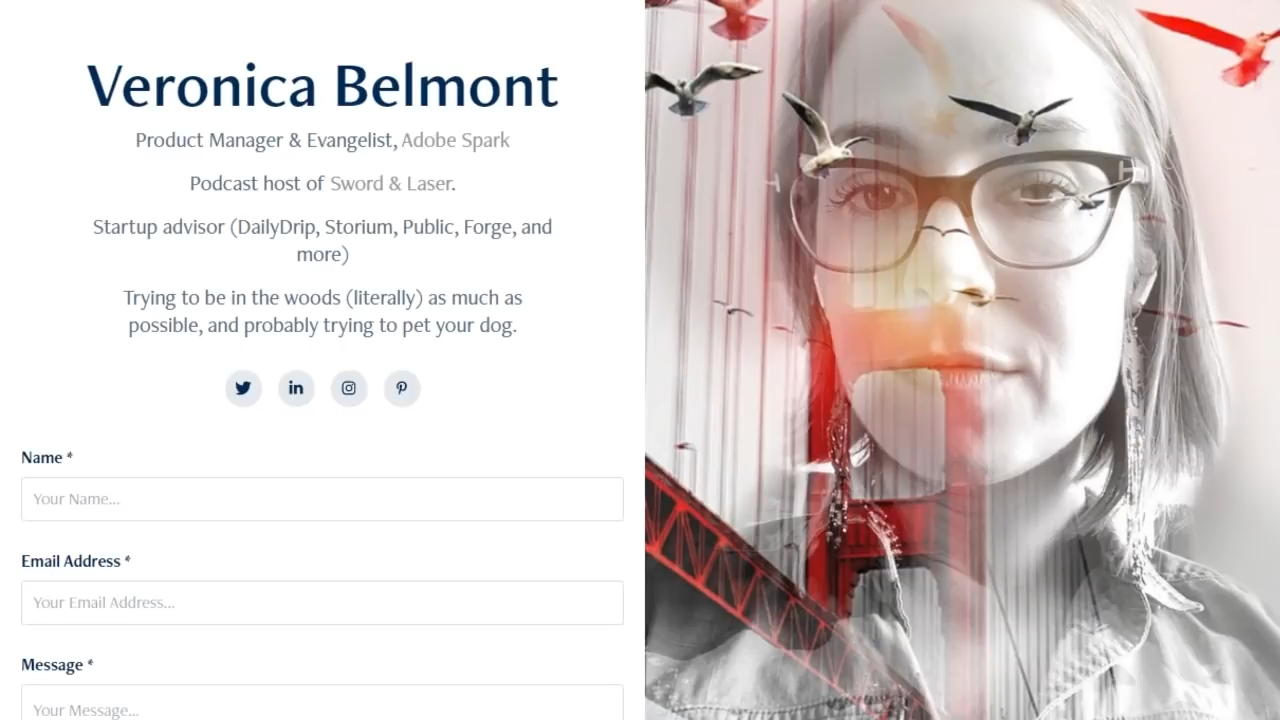 Veronica Belmont
Product Manager & Evangelist, Adobe Spark
Podcast host of Sword & Laser.
Startup advisor (DailyDrip, Storium, Public, Forge, and
more)
Trying to be in the woods (literally) as much as
possible, and probably trying to pet your dog.
Name *
Your Name...
Email Address *
Your Email Address...
Message *
Your Message...